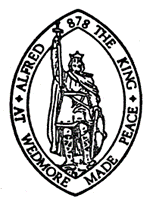 878
ALFRED THE KING
AT WEDMORE MADE PEACE